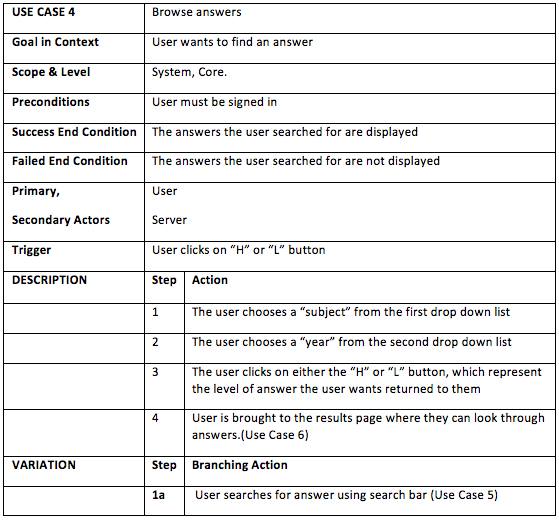 USE CASE 4 Browse answers
Goal in Context User wants to find an answer
Scope & Level System, Core.
Preconditions User must be signed in
Success End Condition The answers the user searched for are displayed
Failed End Condition The answers the user searched for are not displayed
Primary, User
Secondary Actors Server
Trigger User clicks on “H” or “L” button
DESCRIPTION Step Action
1 The user chooses a “subject” from the first drop down list
2 The user chooses a “year” from the second drop down list
3 The user clicks on either the “H” or “L” button, which represent
the level of answer the user wants returned to them
4 User is brought to the results page where they can look through
answers.(Use Case 6)
VARIATION Step Branching Action
1a User searches for answer using search bar (Use Case 5)